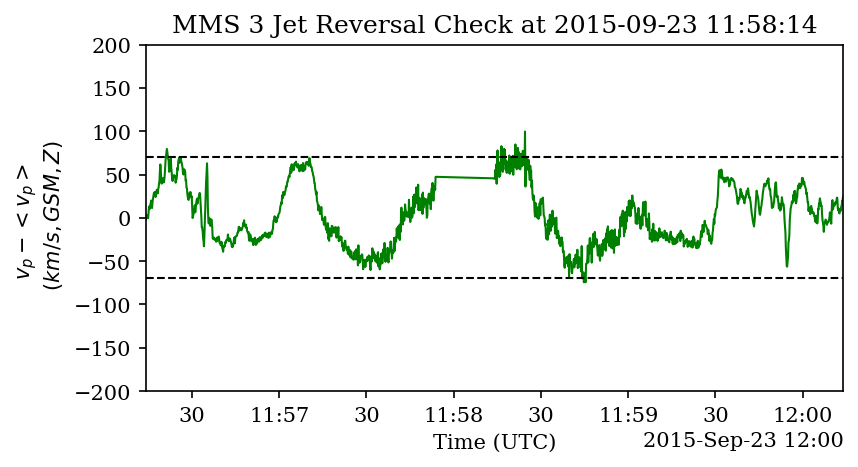 MMS 3 Jet Reversal Check at 2015-09-23 11:58:14
200
150
100
50
0
−50
−100
−150
−200
v_p − < v_p >
(km/s, GSM, Z)
30 11:57 30 11:58 30 11:59 30 12:00
Time (UTC) 2015-Sep-23 12:00